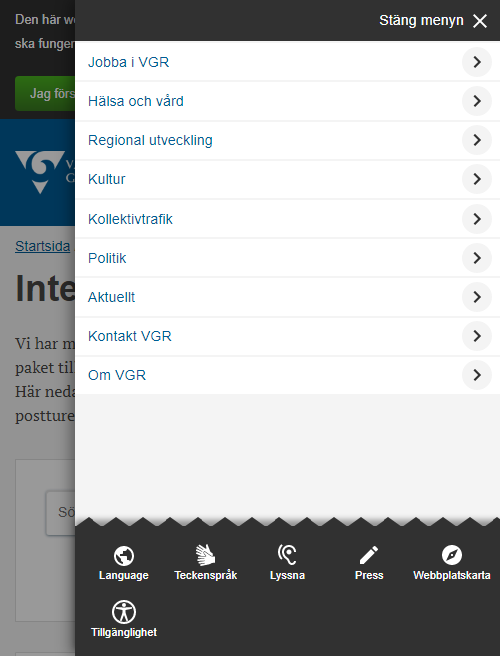 Den här
ska funger
Stäng menyn
Jag förs
Jobba i VGR
Hälsa och vård
Regional utveckling
Kultur
Kollektivtrafik
Politik
Aktuellt
Kontakt VGR
Om VGR
Startsida
Inte
Vi har m
paket til
Här neda
posttur
Sö
Language
Teckenspråk
Lyssna
Press
Webbplatskarta
Tillgänglighet